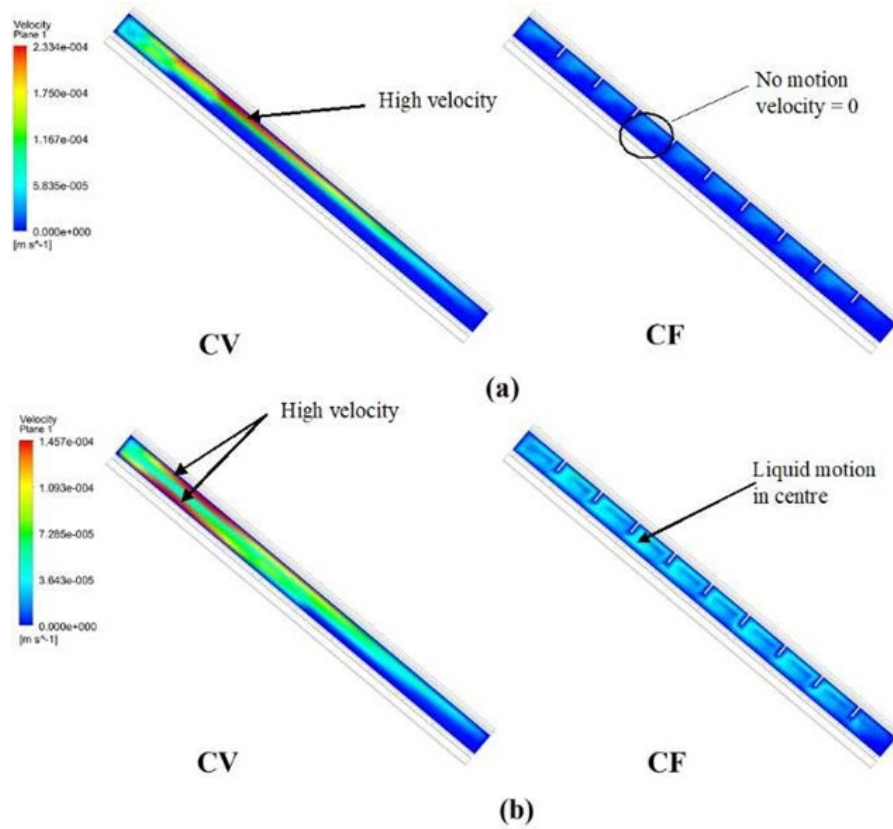 Velocity
Plane 1
2.334e-004
1.750e-004
1.167e-004
5.835e-005
0.000e+000
[m s^-1]
High velocity
No motion
velocity = 0
CV
CF
(a)
Velocity
Plane 1
1.457e-004
1.093e-004
7.285e-005
3.643e-005
0.000e+000
[m s^-1]
High velocity
Liquid motion
in centre
CV
CF
(b)